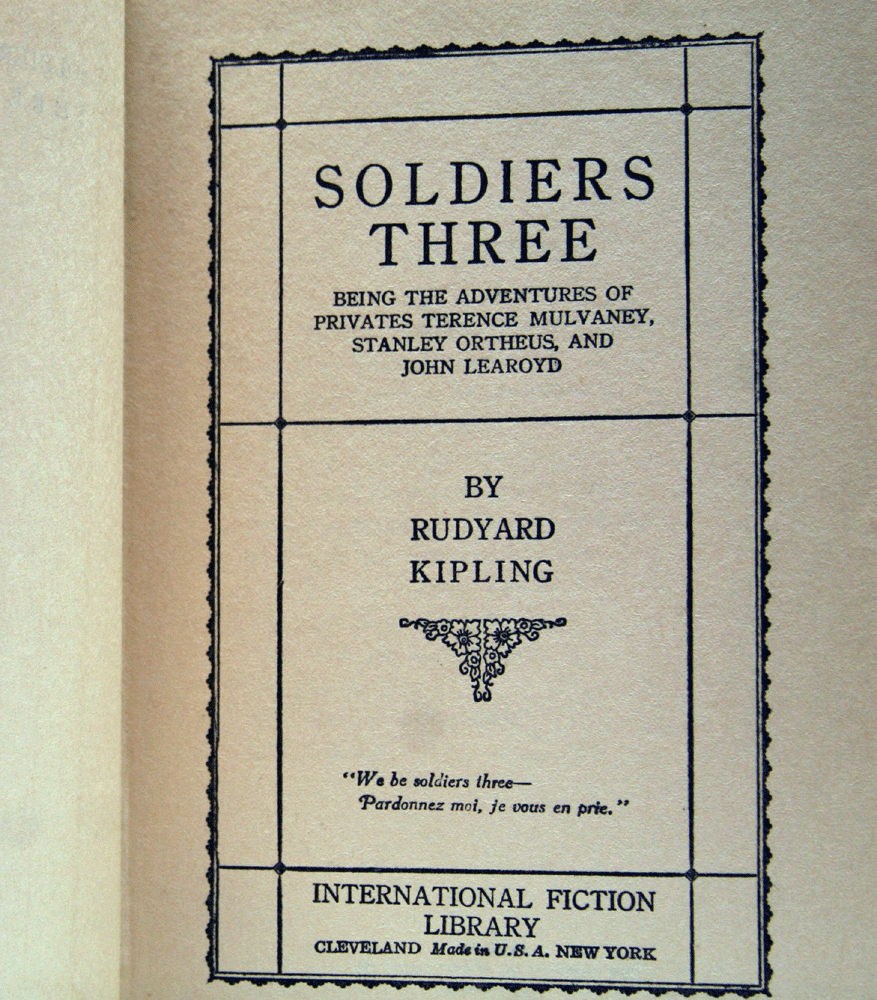 SOLDIERS
THREE
BEING THE ADVENTURES OF
PRIVATES TERENCE MULVANEY,
STANLEY ORTHEUS, AND
JOHN LEAROYD
BY
RUDYARD
KIPLING
"We be soldiers three—
Pardonnez moi, je vous en prie."
INTERNATIONAL FICTION
LIBRARY
CLEVELAND Made in U.S.A. NEW YORK